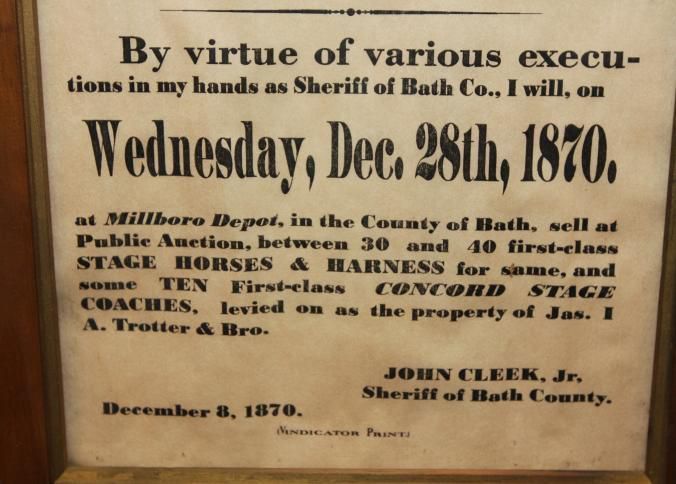 By virtue of various execu-
tions in my hands as Sheriff of Bath Co., I will, on
Wednesday, Dec. 28th, 1870.
at Millboro Depot, in the County of Bath, sell at
Public Auction, between 30 and 40 first-class
STAGE HORSES & HARNESS for same, and
some TEN First-class CONCORD STAGE
COACHES, levied on as the property of Jas. I
A. Trotter & Bro.
JOHN CLEEK, Jr,
Sheriff of Bath County.
December 8, 1870.
(VINDICATOR PRINT.)